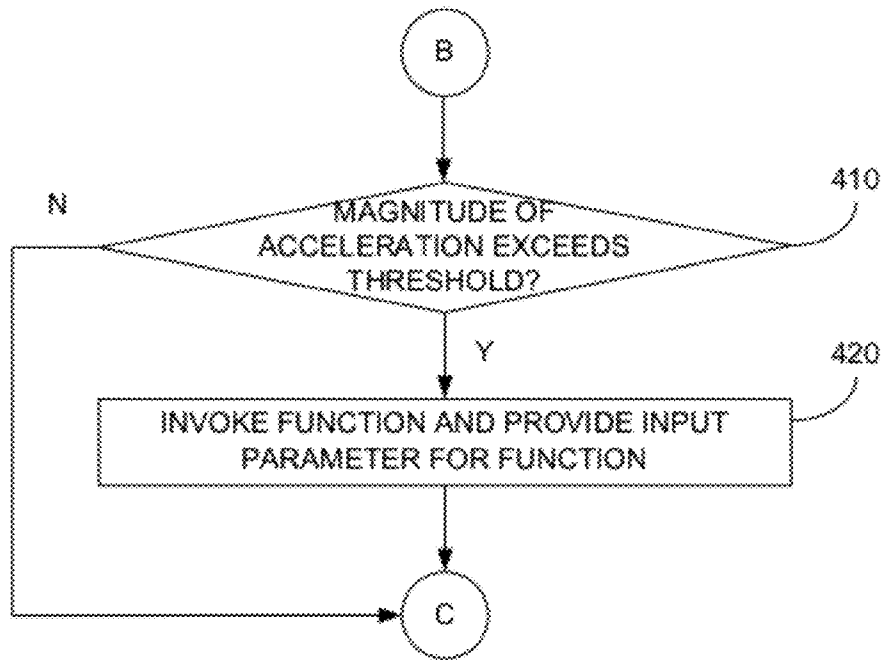 B
N
410
MAGNITUDE OF
ACCELERATION EXCEEDS
THRESHOLD?
Y
420
INVOKE FUNCTION AND PROVIDE INPUT
PARAMETER FOR FUNCTION
C